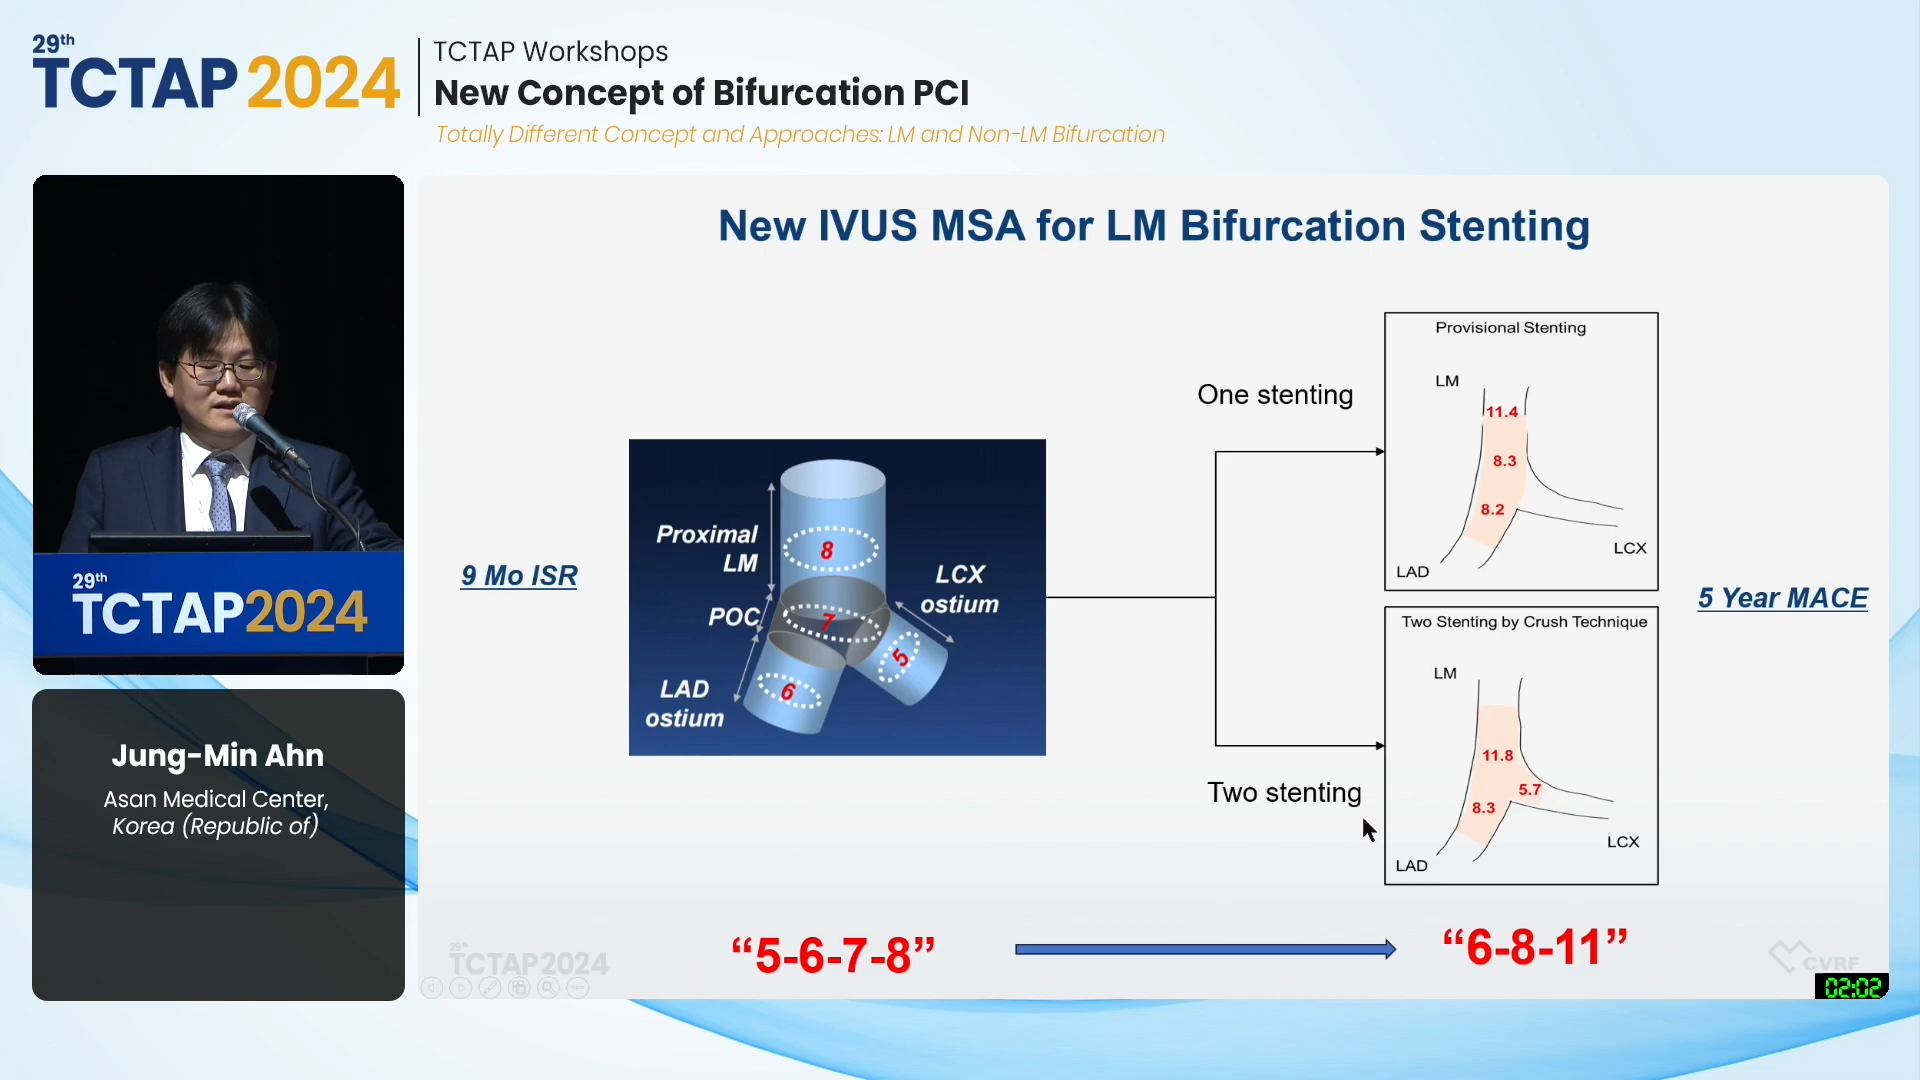 29th
TCTAP 2024
TCTAP Workshops
New Concept of Bifurcation PCI
Totally Different Concept and Approaches: LM and Non-LM Bifurcation
29th
TCTAP2024
Jung-Min Ahn
Asan Medical Center,
Korea (Republic of)
New IVUS MSA for LM Bifurcation Stenting
9 Mo ISR
Proximal
LM
8
POC
7
LCX
ostium
5
LAD
ostium
6
One stenting
Two stenting
Provisional Stenting
LM
11.4
8.3
8.2
LCX
LAD
Two Stenting by Crush Technique
LM
11.8
5.7
8.3
LCX
LAD
5 Year MACE
“5-6-7-8”
“6-8-11”
29th
TCTAP2024
CVRF
02:02